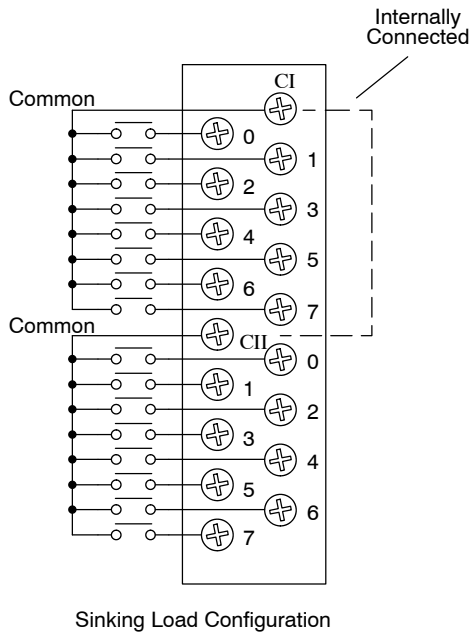 Internally
Connected
CI
Common
0
1
2
3
4
5
6
7
Common
CII
0
1
2
3
4
5
6
7
Sinking Load Configuration